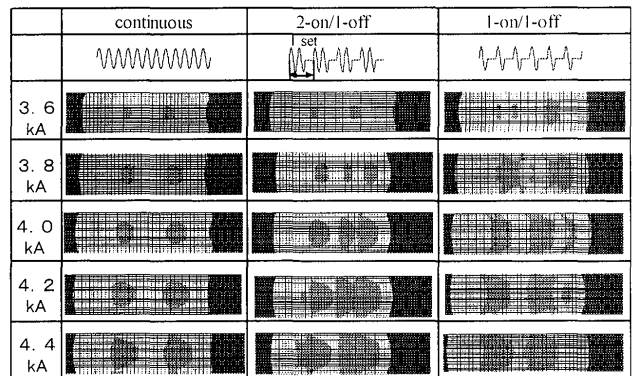 continuous 2-on/1-off 1-on/1-off
set
3. 6
kA
3. 8
kA
4. 0
kA
4. 2
kA
4. 4
kA